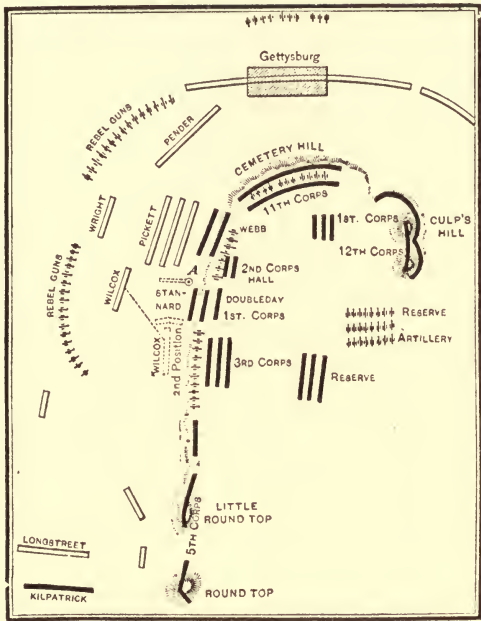 Gettysburg
REBEL GUNS
PENDER
CEMETERY HILL
11TH CORPS
WRIGHT
PICKETT
WEBB
1ST. CORPS
CULP'S
HILL
12TH CORPS
REBEL GUNS
WILCOX
A
2ND CORPS
HALL
STAN-
NARD
DOUBLEDAY
1ST. CORPS
RESERVE
ARTILLERY
WILCOX
2nd Position
3RD CORPS
RESERVE
5TH CORPS
LITTLE
ROUND TOP
LONGSTREET
KILPATRICK
ROUND TOP